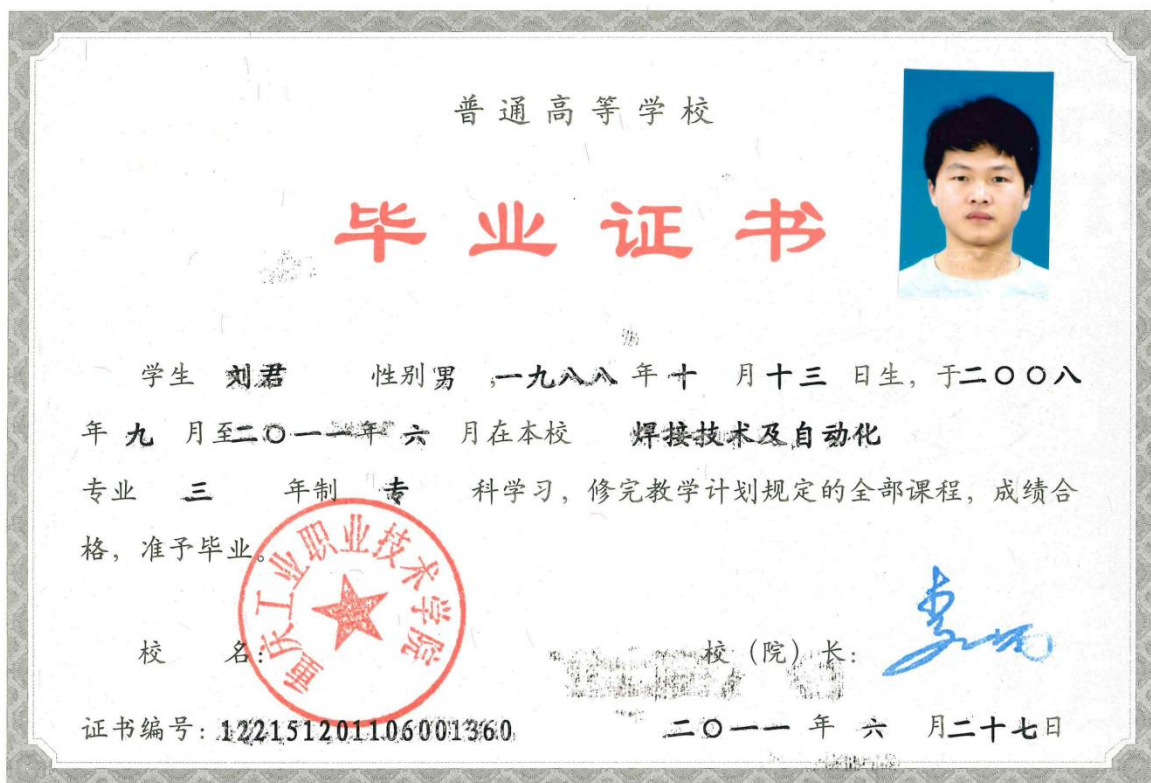 普通高等学校
毕业证书
学生 刘君 性别 男 ,一九八八 年 十 月 十三 日生, 于二〇〇八
年 九 月至二〇一一年 六 月在本校 焊接技术及自动化
专业 三 年制 专 科学习, 修完教学计划规定的全部课程, 成绩合
格, 准予毕业。
重庆工业职业技术学院
校 名: 校(院)长:
证书编号: 122151201106001360 二〇一一 年 六 月二十七日